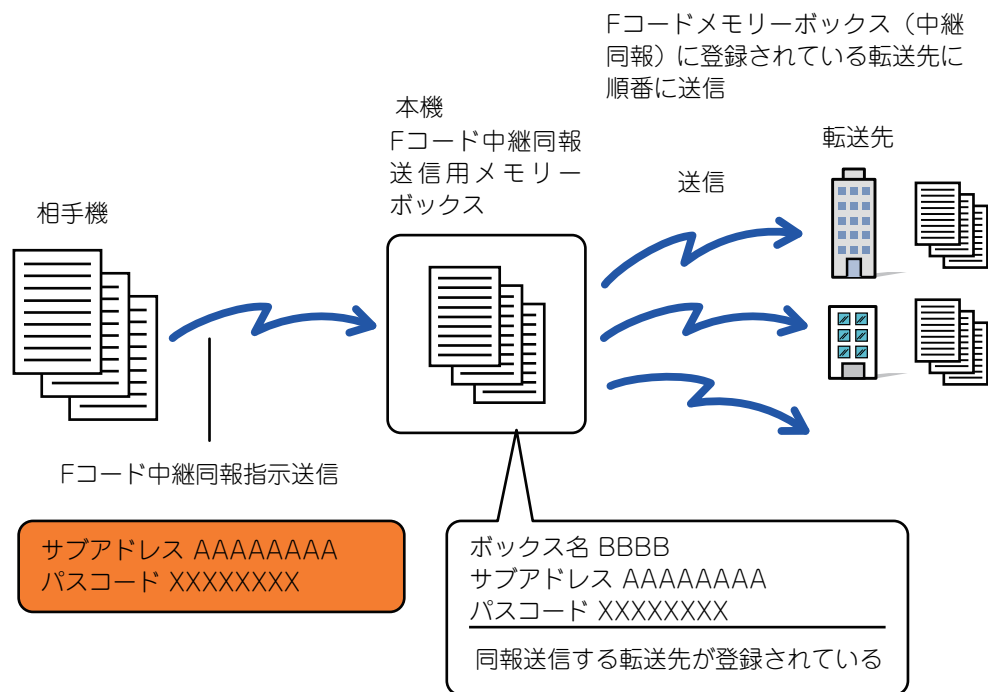 Fコードメモリーボックス（中継
同報）に登録されている転送先に
順番に送信
本機
Fコード中継同報
送信用メモリー
ボックス
転送先
送信
相手機
Fコード中継同報指示送信
サブアドレス AAAAAAAA
パスコード XXXXXXXX
ボックス名 BBBB
サブアドレス AAAAAAAA
パスコード XXXXXXXX
同報送信する転送先が登録されている